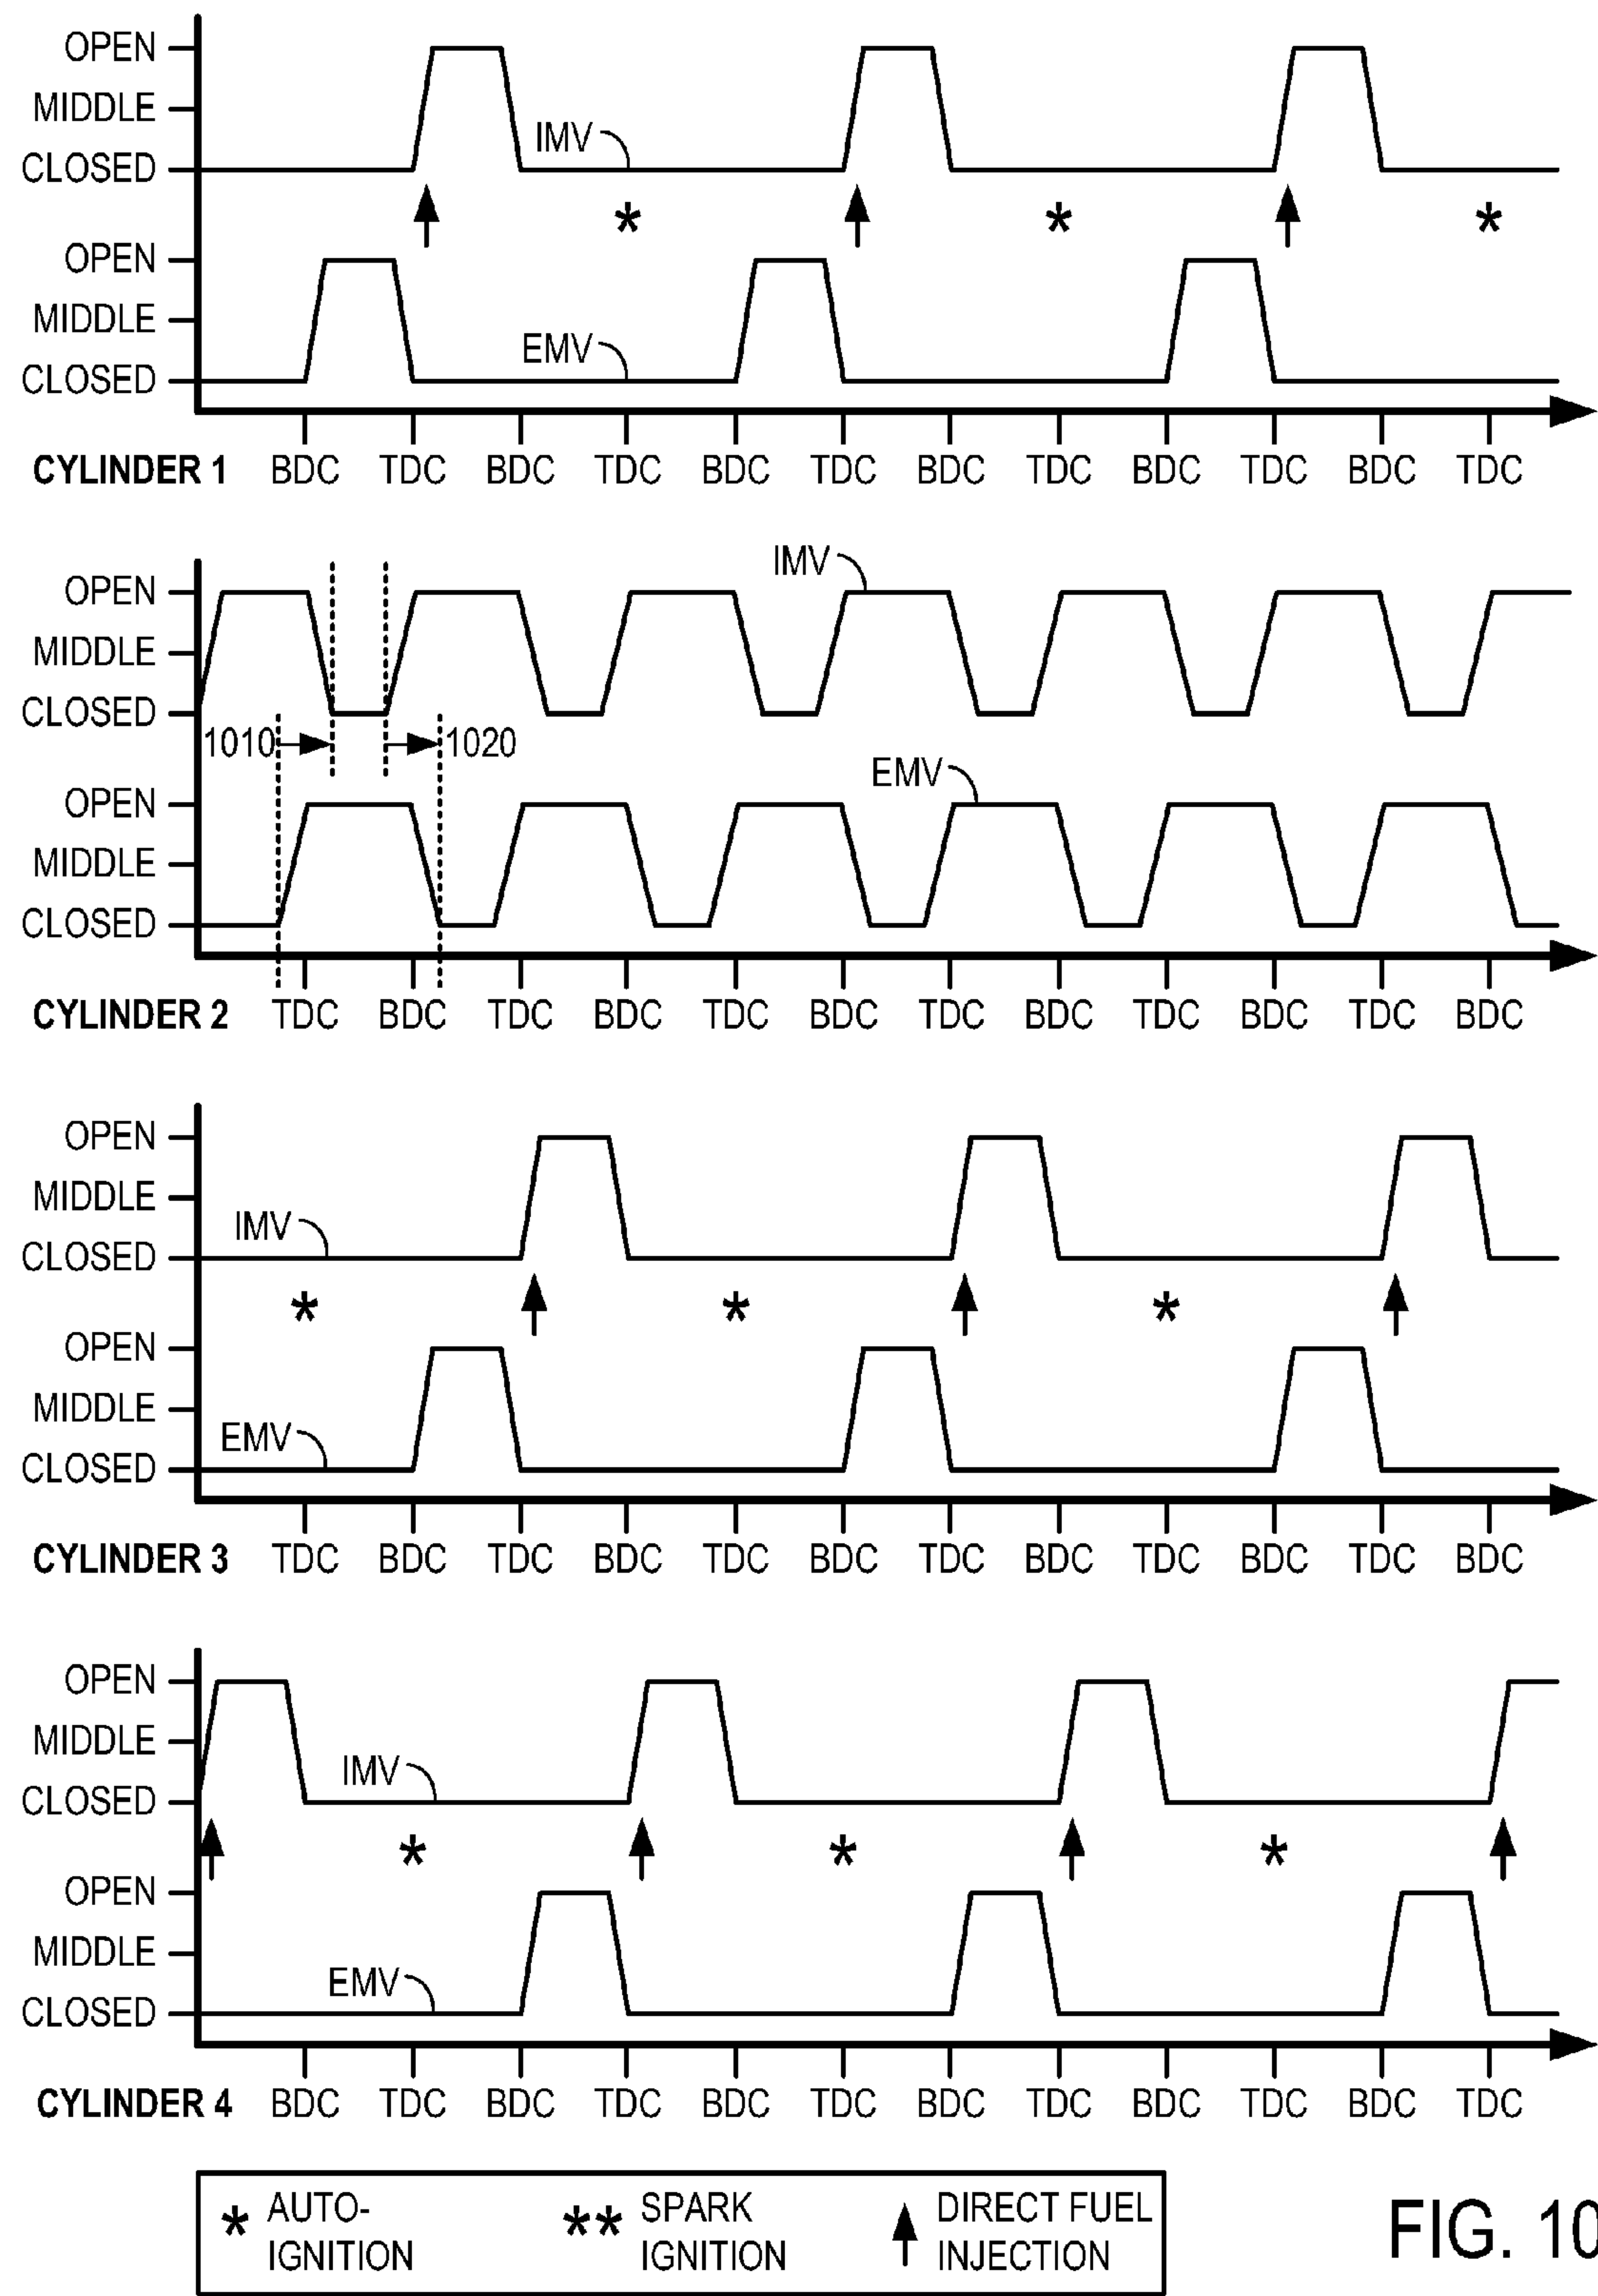 OPEN
MIDDLE
CLOSED
IMV
* * *
OPEN
MIDDLE
CLOSED
EMV
CYLINDER 1 BDC TDC BDC TDC BDC TDC BDC TDC BDC TDC BDC TDC
IMV
OPEN
MIDDLE
CLOSED
1010 1020
EMV
OPEN
MIDDLE
CLOSED
CYLINDER 2 TDC BDC TDC BDC TDC BDC TDC BDC TDC BDC TDC BDC
OPEN
MIDDLE
IMV
CLOSED
* * *
OPEN
MIDDLE
EMV
CLOSED
CYLINDER 3 TDC BDC TDC BDC TDC BDC TDC BDC TDC BDC TDC BDC
OPEN
MIDDLE
IMV
CLOSED
* * *
OPEN
MIDDLE
EMV
CLOSED
CYLINDER 4 BDC TDC BDC TDC BDC TDC BDC TDC BDC TDC BDC TDC
* AUTO-
IGNITION
** SPARK
IGNITION
DIRECT FUEL
INJECTION
FIG. 10